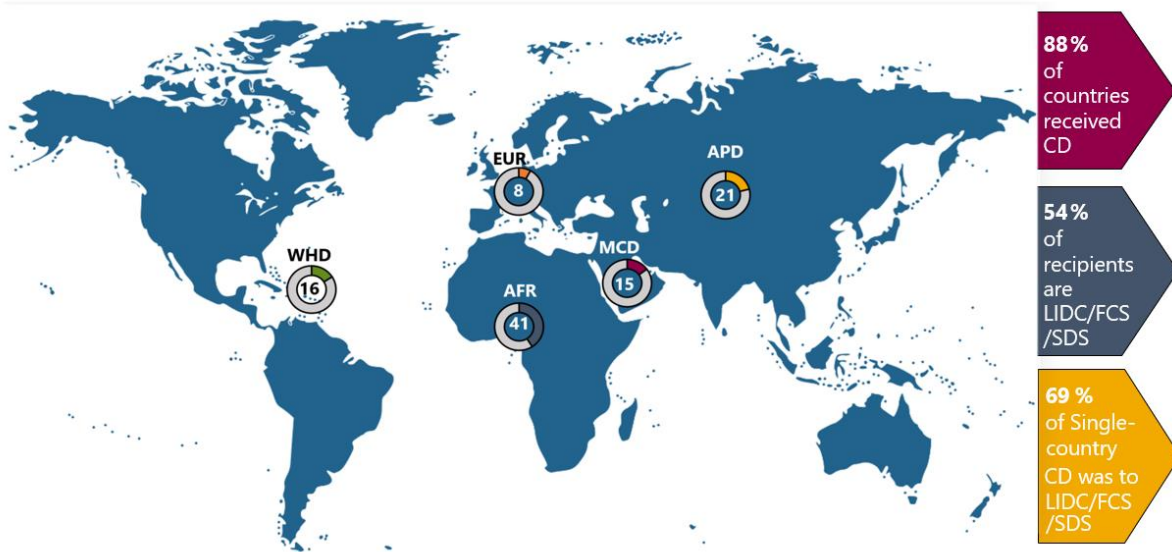 EUR
8
APD
21
WHD
16
MCD
15
AFR
41
88%
of
countries
received
CD
54%
of
recipients
are
LIDC/FCS
/SDS
69 %
of Single-
country
CD was to
LIDC/FCS
/SDS